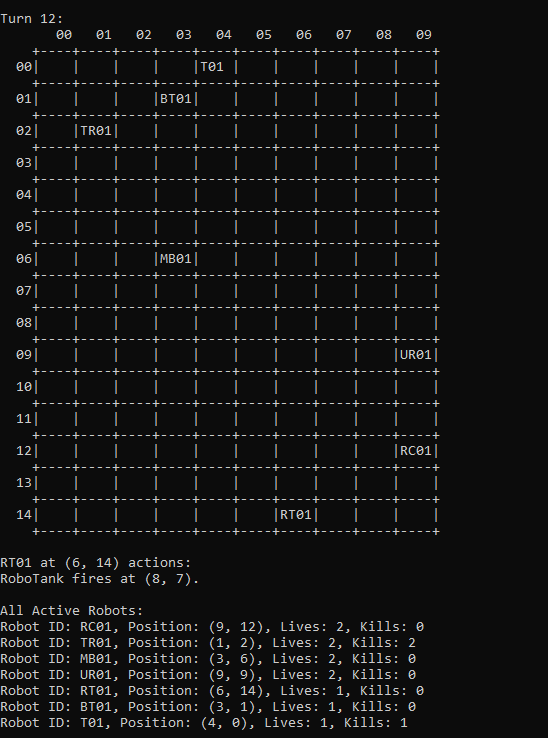 Turn 12:
       00   01   02   03   04   05   06   07   08   09
    +----+----+----+----+----+----+----+----+----+----+
  00|    |    |    |    |T01 |    |    |    |    |    |
    +----+----+----+----+----+----+----+----+----+----+
  01|    |    |    |BT01|    |    |    |    |    |    |
    +----+----+----+----+----+----+----+----+----+----+
  02|    |TR01|    |    |    |    |    |    |    |    |
    +----+----+----+----+----+----+----+----+----+----+
  03|    |    |    |    |    |    |    |    |    |    |
    +----+----+----+----+----+----+----+----+----+----+
  04|    |    |    |    |    |    |    |    |    |    |
    +----+----+----+----+----+----+----+----+----+----+
  05|    |    |    |    |    |    |    |    |    |    |
    +----+----+----+----+----+----+----+----+----+----+
  06|    |    |    |MB01|    |    |    |    |    |    |
    +----+----+----+----+----+----+----+----+----+----+
  07|    |    |    |    |    |    |    |    |    |    |
    +----+----+----+----+----+----+----+----+----+----+
  08|    |    |    |    |    |    |    |    |    |    |
    +----+----+----+----+----+----+----+----+----+----+
  09|    |    |    |    |    |    |    |    |    |UR01|
    +----+----+----+----+----+----+----+----+----+----+
  10|    |    |    |    |    |    |    |    |    |    |
    +----+----+----+----+----+----+----+----+----+----+
  11|    |    |    |    |    |    |    |    |    |    |
    +----+----+----+----+----+----+----+----+----+----+
  12|    |    |    |    |    |    |    |    |    |RC01|
    +----+----+----+----+----+----+----+----+----+----+
  13|    |    |    |    |    |    |    |    |    |    |
    +----+----+----+----+----+----+----+----+----+----+
  14|    |    |    |    |    |    |RT01|    |    |    |
    +----+----+----+----+----+----+----+----+----+----+

RT01 at (6, 14) actions:
RoboTank fires at (8, 7).

All Active Robots:
Robot ID: RC01, Position: (9, 12), Lives: 2, Kills: 0
Robot ID: TR01, Position: (1, 2), Lives: 2, Kills: 2
Robot ID: MB01, Position: (3, 6), Lives: 2, Kills: 0
Robot ID: UR01, Position: (9, 9), Lives: 2, Kills: 0
Robot ID: RT01, Position: (6, 14), Lives: 1, Kills: 0
Robot ID: BT01, Position: (3, 1), Lives: 1, Kills: 0
Robot ID: T01, Position: (4, 0), Lives: 1, Kills: 1